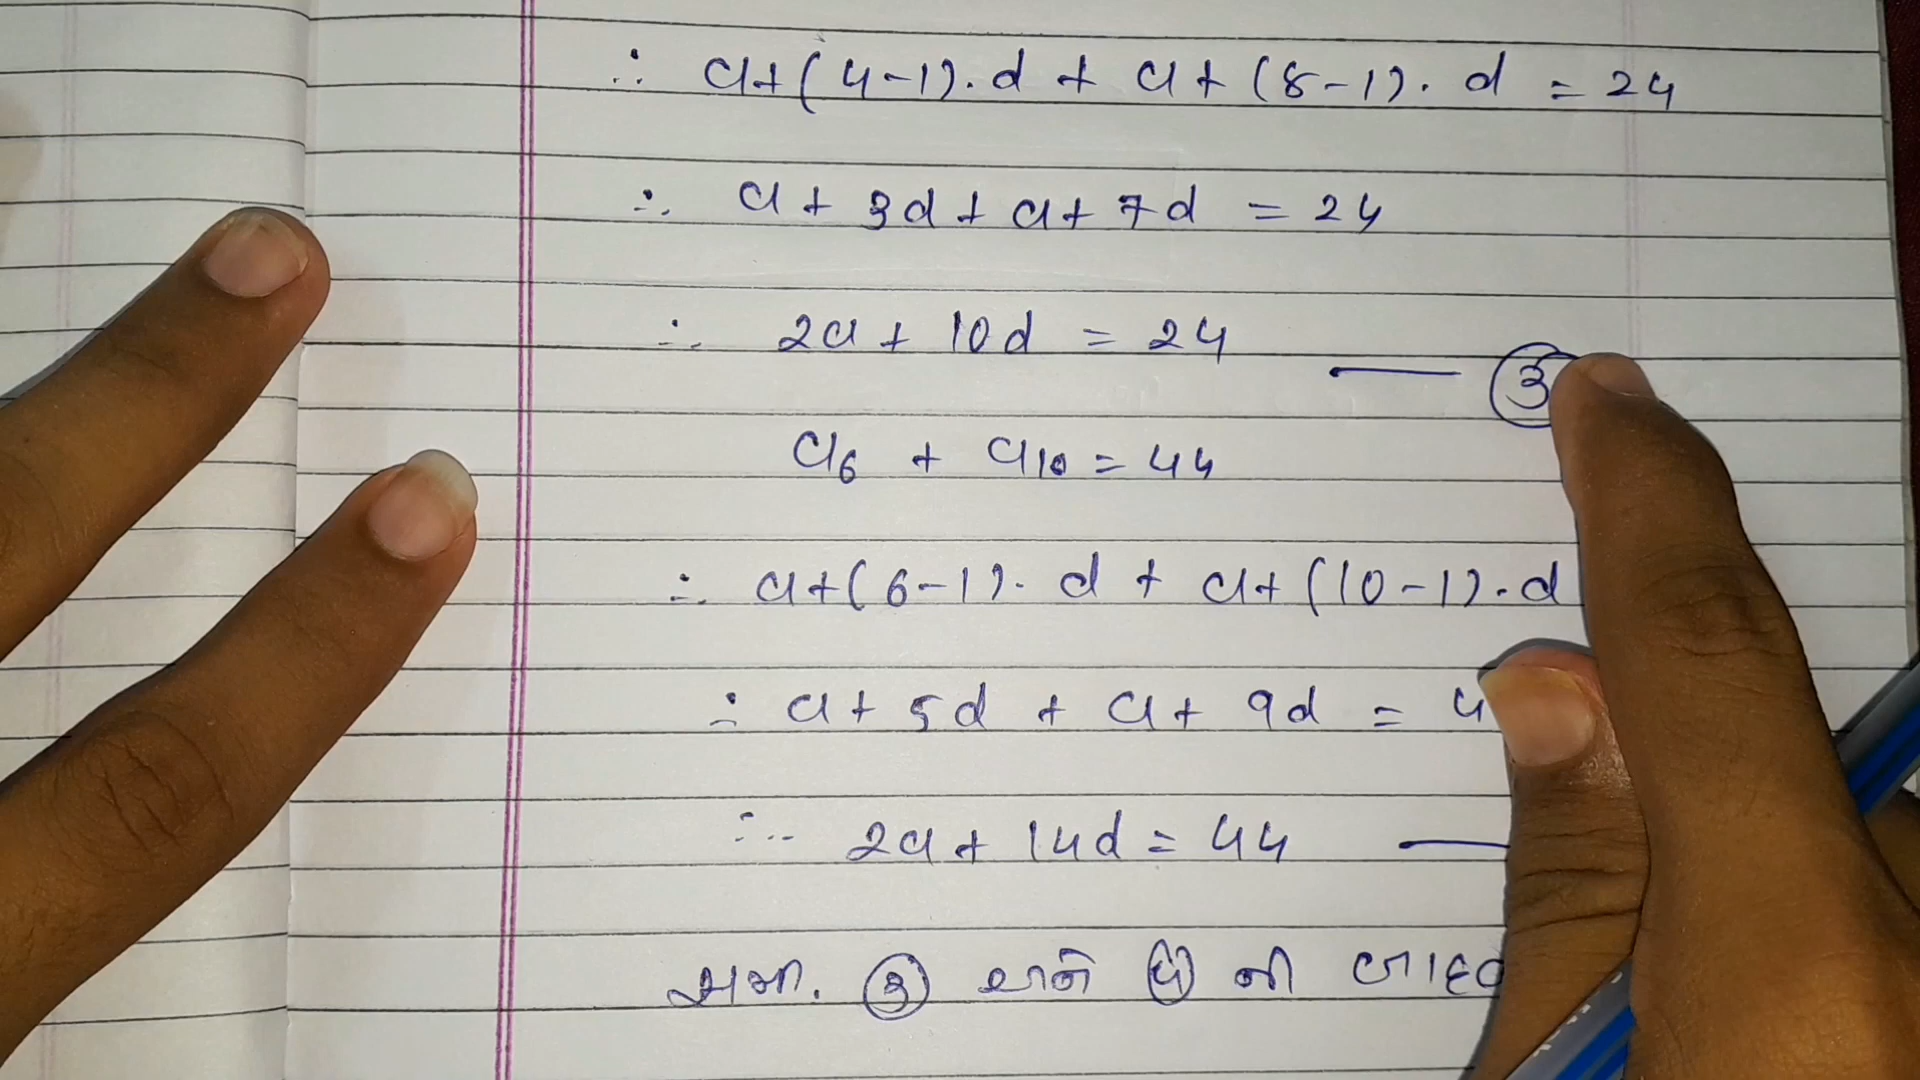 ∴ a+(4-1).d + a+(8-1).d = 24
∴ a+3d+a+7d = 24
∴ 2a+10d = 24 — ③
a₆ + a₁₀ = 44
∴ a+(6-1).d + a+(10-1).d
∴ a+5d + a+9d = 4
∴ 2a+14d = 44 —
સમી. ③ અને ④ ની